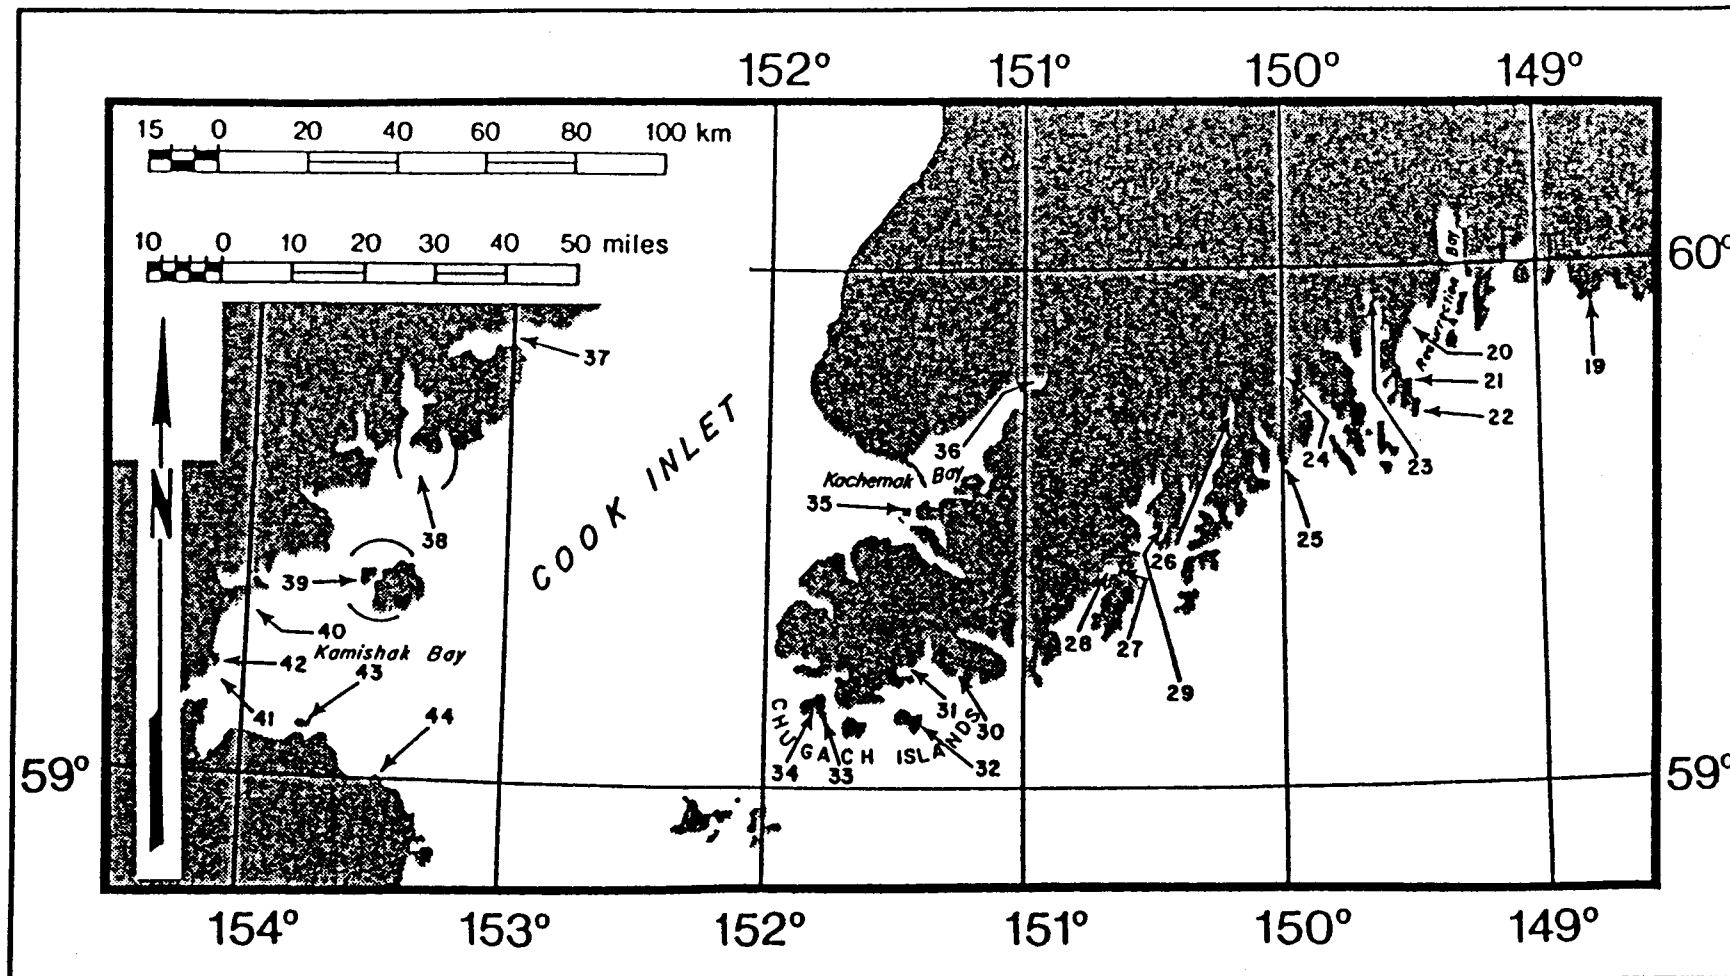 152° 151° 150° 149°
15 0 20 40 60 80 100 km
10 0 10 20 30 40 50 miles
60°
Resurrection Bay
37
20
19
21
22
COOK INLET
36
24
23
Kachemak Bay
35
38
25
26
39
40
28
27
42
Kamishak Bay
43
29
41
44
31
30
CHUGACH ISLANDS
34
33
32
N
59°
59°
154° 153° 152° 151° 150° 149°